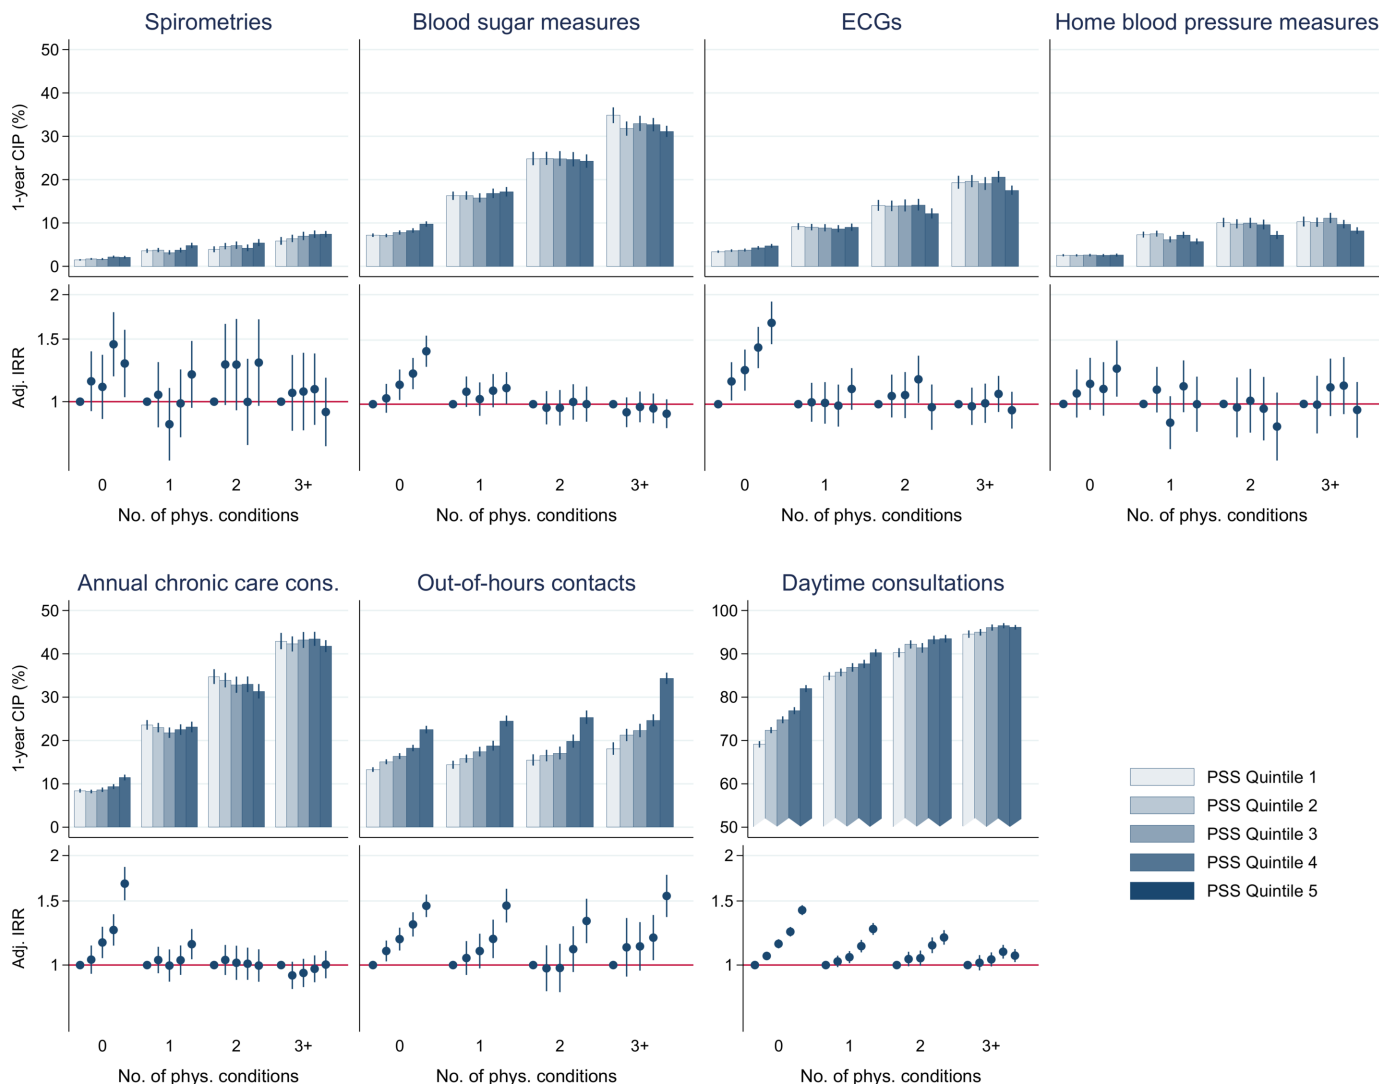 Spirometries
Blood sugar measures
ECGs
Home blood pressure measures
1-year CIP (%)
50
40
30
20
10
0
Adj. IRR
2
1.5
1
0 1 2 3+
0 1 2 3+
0 1 2 3+
0 1 2 3+
No. of phys. conditions
No. of phys. conditions
No. of phys. conditions
No. of phys. conditions
Annual chronic care cons.
Out-of-hours contacts
Daytime consultations
1-year CIP (%)
50
40
30
20
10
0
100
90
80
70
60
50
PSS Quintile 1
PSS Quintile 2
PSS Quintile 3
PSS Quintile 4
PSS Quintile 5
Adj. IRR
2
1.5
1
2
1.5
1
0 1 2 3+
0 1 2 3+
0 1 2 3+
No. of phys. conditions
No. of phys. conditions
No. of phys. conditions